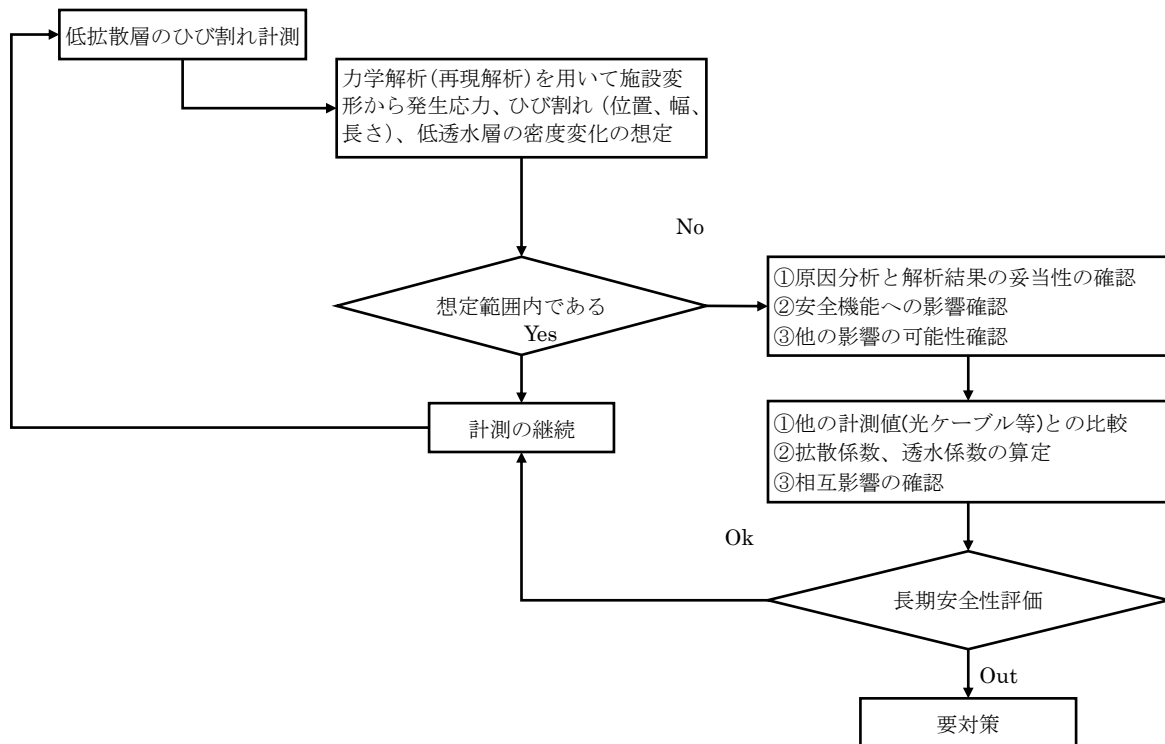 低拡散層のひび割れ計測
力学解析(再現解析)を用いて施設変
形から発生応力、ひび割れ（位置、幅、
長さ）、低透水層の密度変化の想定
No
想定範囲内である
Yes
①原因分析と解析結果の妥当性の確認
②安全機能への影響確認
③他の影響の可能性確認
計測の継続
①他の計測値(光ケーブル等)との比較
②拡散係数、透水係数の算定
③相互影響の確認
Ok
長期安全性評価
Out
要対策